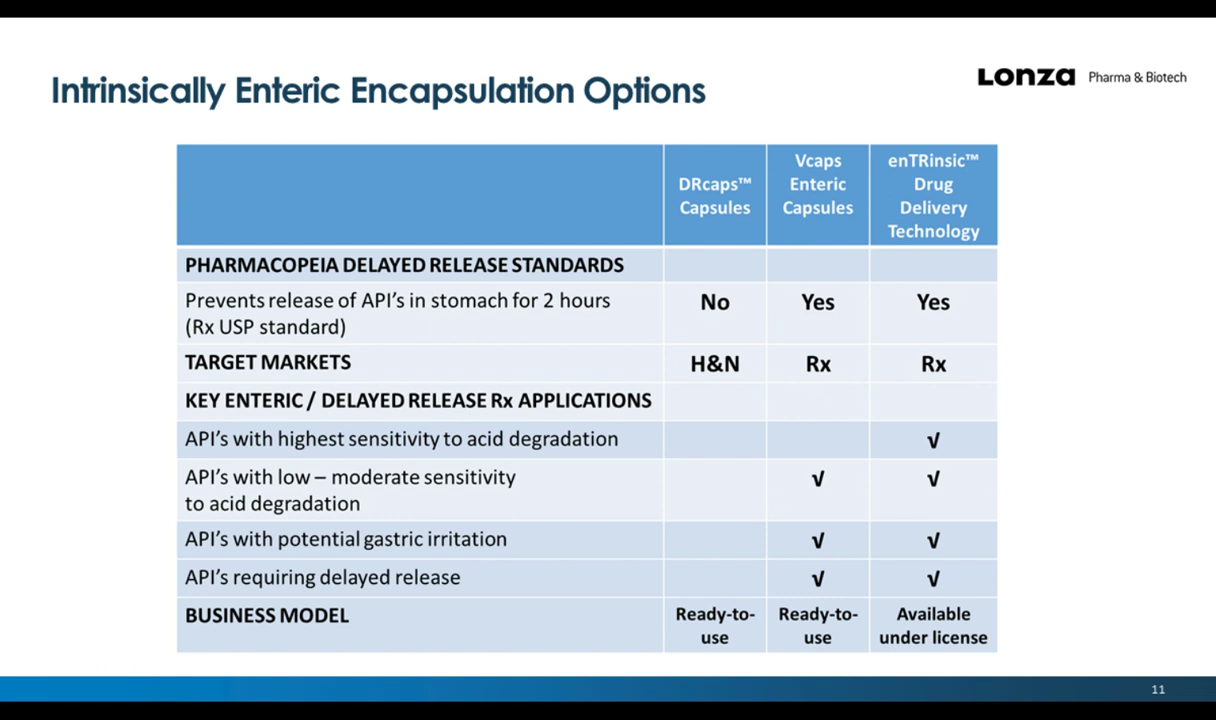 Intrinsically Enteric Encapsulation Options
Lonza Pharma & Biotech
DRcaps™
Capsules
Vcaps
Enteric
Capsules
enTRinsic™
Drug
Delivery
Technology
PHARMACOPEIA DELAYED RELEASE STANDARDS
Prevents release of API’s in stomach for 2 hours
(Rx USP standard)
No
Yes
Yes
TARGET MARKETS
H&N
Rx
Rx
KEY ENTERIC / DELAYED RELEASE Rx APPLICATIONS
API’s with highest sensitivity to acid degradation
√
API’s with low – moderate sensitivity
to acid degradation
√
√
API’s with potential gastric irritation
√
√
API’s requiring delayed release
√
√
BUSINESS MODEL
Ready-to-
use
Ready-to-
use
Available
under license
11